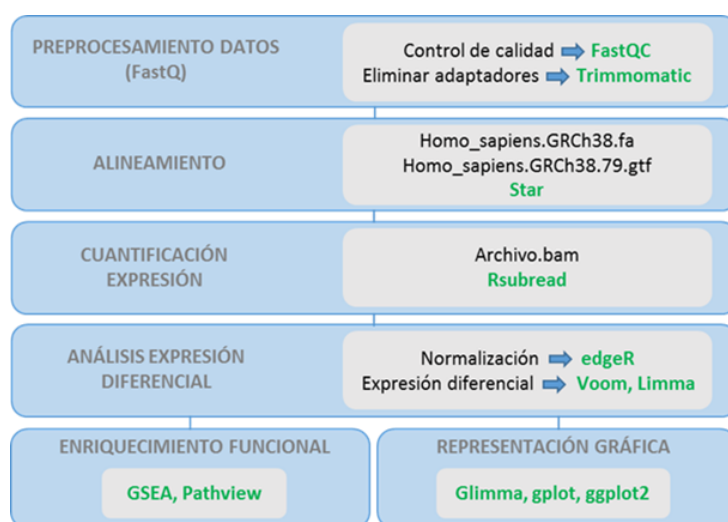 PREPROCESAMIENTO DATOS
(FastQ)
Control de calidad FastQC
Eliminar adaptadores Trimmomatic
ALINEAMIENTO
Homo_sapiens.GRCh38.fa
Homo_sapiens.GRCh38.79.gtf
Star
CUANTIFICACIÓN
EXPRESIÓN
Archivo.bam
Rsubread
ANÁLISIS EXPRESIÓN
DIFERENCIAL
Normalización edgeR
Expresión diferencial Voom, Limma
ENRIQUECIMIENTO FUNCIONAL
GSEA, Pathview
REPRESENTACIÓN GRÁFICA
Glimma, gplot, ggplot2